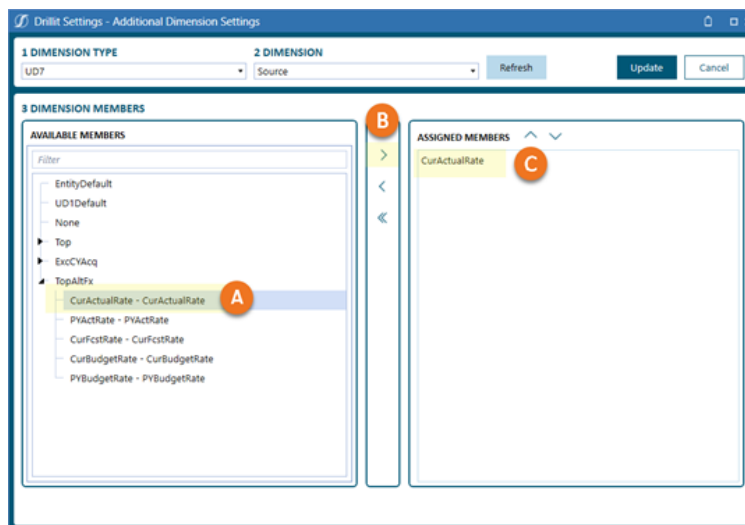 Drillit Settings - Additional Dimension Settings
1 DIMENSION TYPE
2 DIMENSION
UD7
Source
Refresh
Update
Cancel
3 DIMENSION MEMBERS
AVAILABLE MEMBERS
Filter
EntityDefault
UD1Default
None
Top
ExcCYAcq
TopAltFx
CurActualRate - CurActualRate
A
PYActRate - PYActRate
CurFcstRate - CurFcstRate
CurBudgetRate - CurBudgetRate
PYBudgetRate - PYBudgetRate
B
ASSIGNED MEMBERS
CurActualRate
C